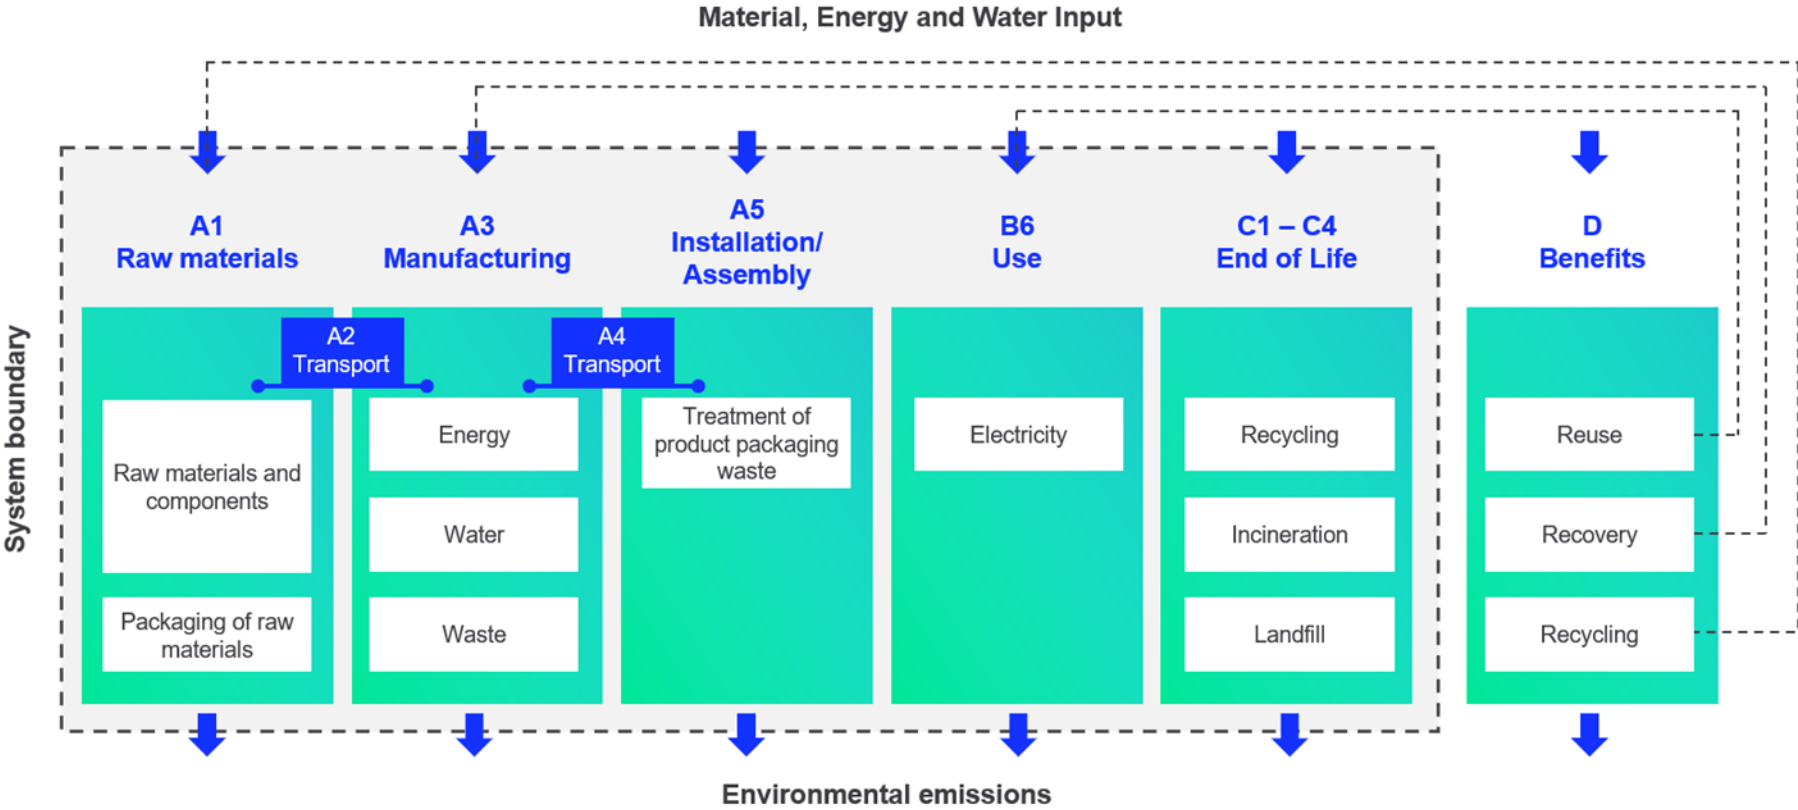 Material, Energy and Water Input
System boundary
A1
Raw materials
A3
Manufacturing
A5
Installation/
Assembly
B6
Use
C1 – C4
End of Life
D
Benefits
A2
Transport
A4
Transport
Raw materials and
components
Packaging of raw
materials
Energy
Water
Waste
Treatment of
product packaging
waste
Electricity
Recycling
Incineration
Landfill
Reuse
Recovery
Recycling
Environmental emissions